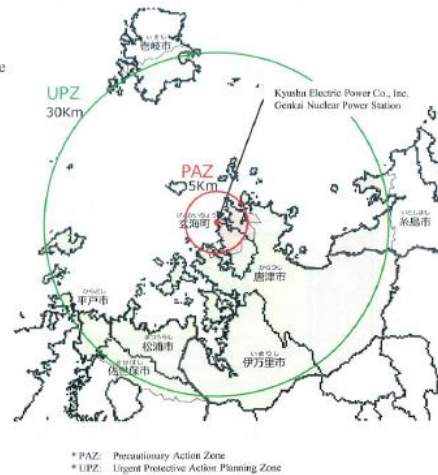 e
いきし
壱岐市
UPZ
30Km
Kyushu Electric Power Co., Inc.
Genkai Nuclear Power Station
PAZ
5Km
げんかいちょう
玄海町
いとしまし
糸島市
からつし
唐津市
ひらどし
平戸市
まつうらし
松浦市
させぼし
佐世保市
いまりし
伊万里市
* PAZ: Precautionary Action Zone
* UPZ: Urgent Protective Action Planning Zone